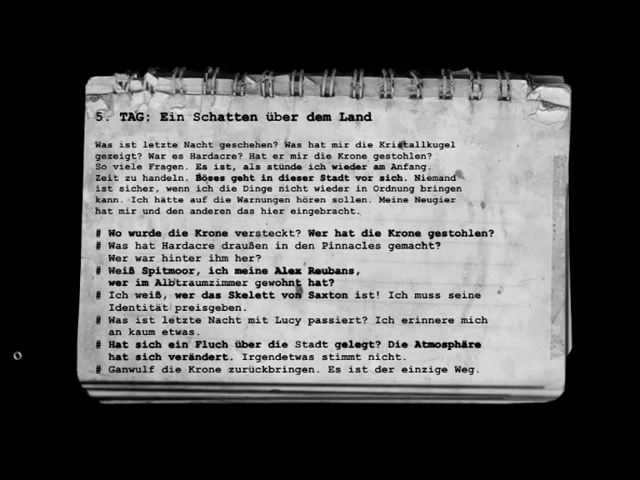 5. TAG: Ein Schatten über dem Land
Was ist letzte Nacht geschehen? Was hat mir die Kristallkugel
gezeigt? War es Hardacre? Hat er mir die Krone gestohlen?
So viele Fragen. Es ist, als stünde ich wieder am Anfang.
Zeit zu handeln. Böses geht in dieser Stadt vor sich. Niemand
ist sicher, wenn ich die Dinge nicht wieder in Ordnung bringen
kann. Ich hätte auf die Warnungen hören sollen. Meine Neugier
hat mir und den anderen das hier eingebracht.
# Wo wurde die Krone versteckt? Wer hat die Krone gestohlen?
# Was hat Hardacre draußen in den Pinnacles gemacht?
Wer war hinter ihm her?
# Weiß Spitmoor, ich meine Alex Reubans,
wer im Albtraumzimmer gewohnt hat?
# Ich weiß, wer das Skelett von Saxton ist! Ich muss seine
Identität preisgeben.
# Was ist letzte Nacht mit Lucy passiert? Ich erinnere mich
an kaum etwas.
# Hat sich ein Fluch über die Stadt gelegt? Die Atmosphäre
hat sich verändert. Irgendetwas stimmt nicht.
# Ganwulf die Krone zurückbringen. Es ist der einzige Weg.